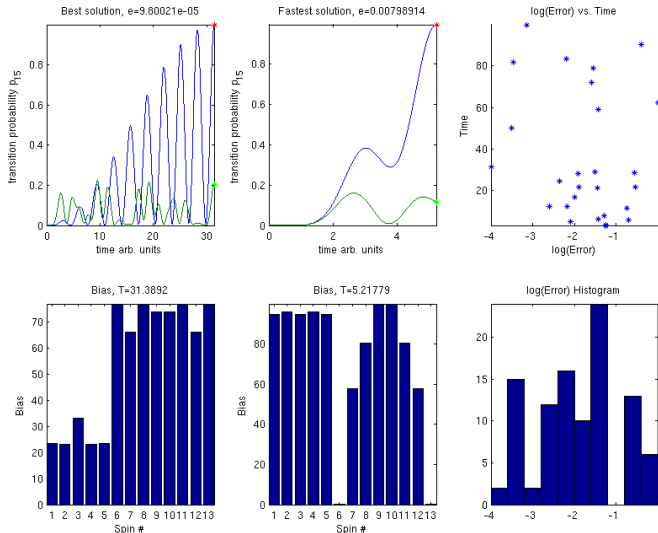 Best solution, e=9.80021e-05
transition probability p15
0.8
0.6
0.4
0.2
0
0
10
20
30
time arb. units
Fastest solution, e=0.00798914
transition probability p15
0.8
0.6
0.4
0.2
0
0
2
4
time arb. units
log(Error) vs. Time
Time
80
60
40
20
-4
-3
-2
-1
log(Error)
Bias, T=31.3892
Bias
70
60
50
40
30
20
10
0
1 2 3 4 5 6 7 8 9 10 11 12 13
Spin #
Bias, T=5.21779
Bias
80
60
40
20
0
1 2 3 4 5 6 7 8 9 10 11 12 13
Spin #
log(Error) Histogram
20
15
10
5
0
-4
-3
-2
-1